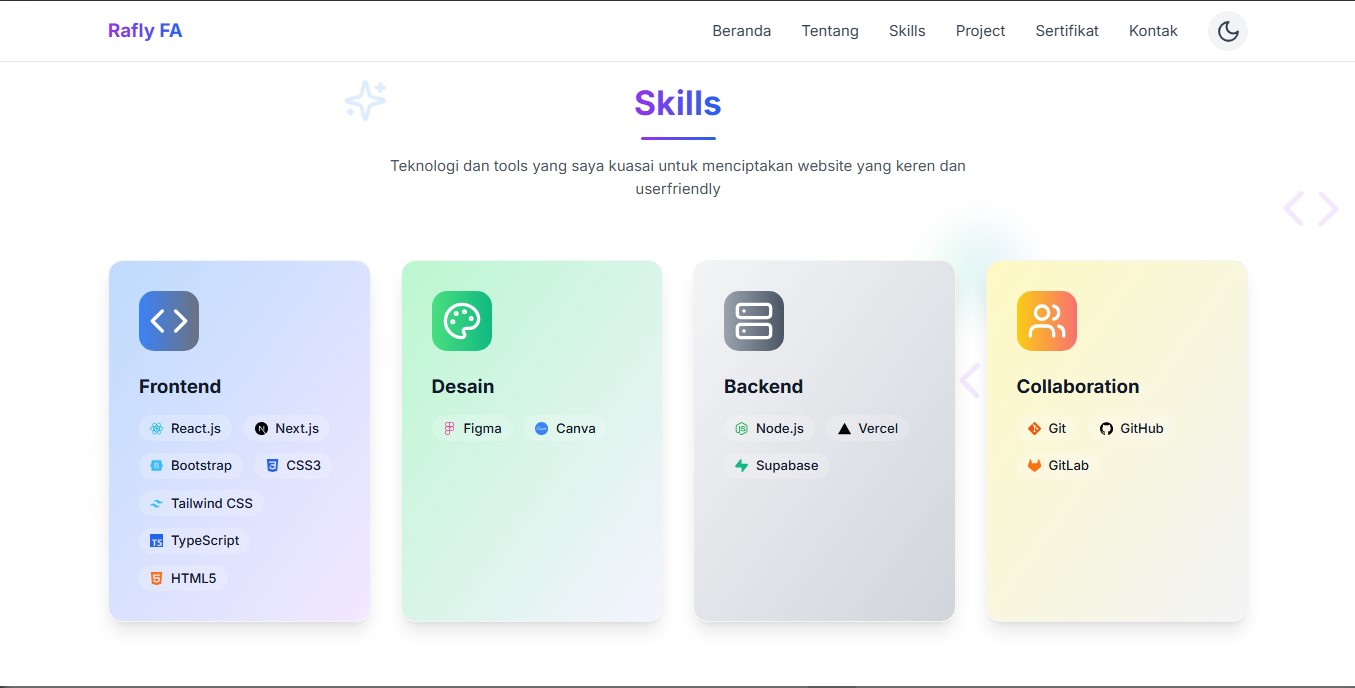 Rafly FA
Beranda Tentang Skills Project Sertifikat Kontak
Skills
Teknologi dan tools yang saya kuasai untuk menciptakan website yang keren dan
userfriendly
Frontend
React.js Next.js
Bootstrap CSS3
Tailwind CSS
TypeScript
HTML5
Desain
Figma Canva
Backend
Node.js Vercel
Supabase
Collaboration
Git GitHub
GitLab